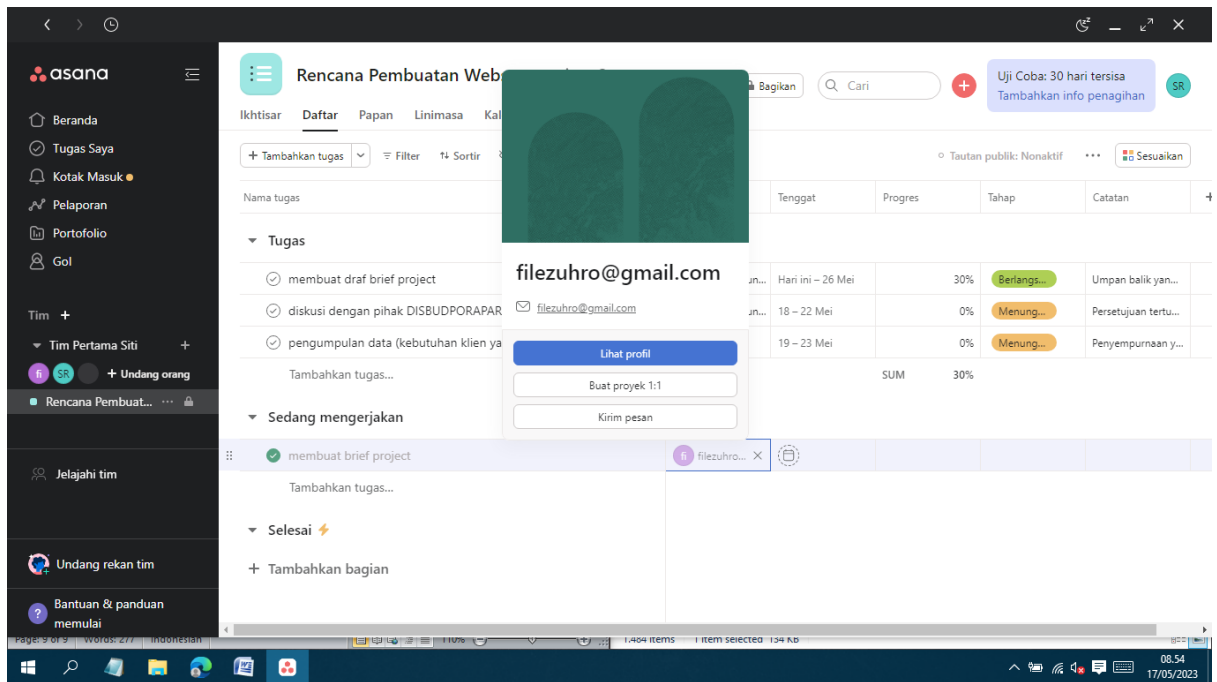 asana
Beranda
Tugas Saya
Kotak Masuk
Pelaporan
Portofolio
Gol
Tim +
Tim Pertama Siti +
fi SR + Undang orang
Rencana Pembuat... ...
Jelajahi tim
Undang rekan tim
? Bantuan & panduan
memulai
Rencana Pembuatan
Bagikan
Cari
Uji Coba: 30 hari tersisa
Tambahkan info penagihan
SR
Ikhtisar Daftar Papan Linimasa
+ Tambahkan tugas Filter Sortir
Tautan publik: Nonaktif ... Sesuaikan
Nama tugas Tenggat Progres Tahap Catatan +
Tugas
membuat draf brief project Hari ini – 26 Mei 30% Berlangs... Umpan balik yan...
diskusi dengan pihak DISBUDPORAPAR 18 – 22 Mei 0% Menung... Persetujuan tertu...
pengumpulan data (kebutuhan klien ya 19 – 23 Mei 0% Menung... Penyempurnaan y...
Tambahkan tugas... SUM 30%
Sedang mengerjakan
membuat brief project fi filezuhro...
Tambahkan tugas...
Selesai
+ Tambahkan bagian
filezuhro@gmail.com
filezuhro@gmail.com
Lihat profil
Buat proyek 1:1
Kirim pesan
Page: 9 of 9 Words: 277 Indonesian 110% 1.484 items 1 item selected 134 KB
08.54
17/05/2023